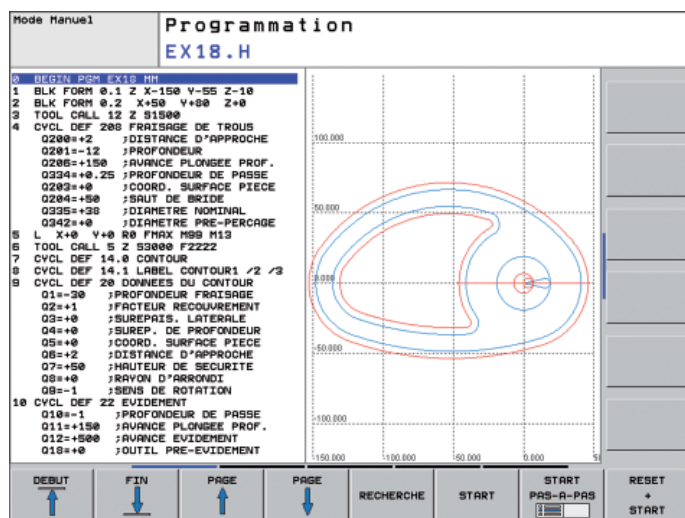 Mode Manuel
Programmation
EX18.H
0 BEGIN PGM EX18 MM
1 BLK FORM 0.1 Z X-150 Y-55 Z-10
2 BLK FORM 0.2 X+50 Y+80 Z+0
3 TOOL CALL 12 Z S1500
4 CYCL DEF 208 FRAISAGE DE TROUS
Q200=+2 ;DISTANCE D'APPROCHE
Q201=-12 ;PROFONDEUR
Q206=+150 ;AVANCE PLONGEE PROF.
Q334=+0.25 ;PROFONDEUR DE PASSE
Q203=+0 ;COORD. SURFACE PIECE
Q204=+50 ;SAUT DE BRIDE
Q335=+38 ;DIAMETRE NOMINAL
Q342=+0 ;DIAMETRE PRE-PERCAGE
5 L X+0 Y+0 R0 FMAX M99 M13
6 TOOL CALL 5 Z S3000 F2222
7 CYCL DEF 14.0 CONTOUR
8 CYCL DEF 14.1 LABEL CONTOUR1 /2 /3
9 CYCL DEF 20 DONNEES DU CONTOUR
Q1=-30 ;PROFONDEUR FRAISAGE
Q2=+1 ;FACTEUR RECOUVREMENT
Q3=+0 ;SUREPAIS. LATERALE
Q4=+0 ;SUREP. DE PROFONDEUR
Q5=+0 ;COORD. SURFACE PIECE
Q6=+2 ;DISTANCE D'APPROCHE
Q7=+50 ;HAUTEUR DE SECURITE
Q8=+0 ;RAYON D'ARRONDI
Q9=-1 ;SENS DE ROTATION
10 CYCL DEF 22 EVIDEMENT
Q10=-1 ;PROFONDEUR DE PASSE
Q11=+150 ;AVANCE PLONGEE PROF.
Q12=+500 ;AVANCE EVIDEMENT
Q18=+0 ;OUTIL PRE-EVIDEMENT
100.000
50.000
0.000
-50.000
-100.000
-150.000
-100.000
-50.000
0.000
5
DEBUT
FIN
PAGE
PAGE
RECHERCHE
START
START
PAS-A-PAS
RESET
+
START